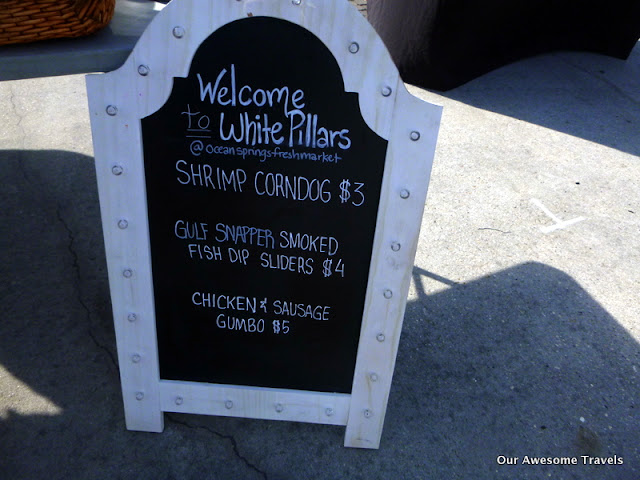 Welcome
to White Pillars
@oceanspringsfreshmarket
SHRIMP CORNDOG $3
GULF SNAPPER SMOKED
FISH DIP SLIDERS $4
CHICKEN & SAUSAGE
GUMBO $5
Our Awesome Travels